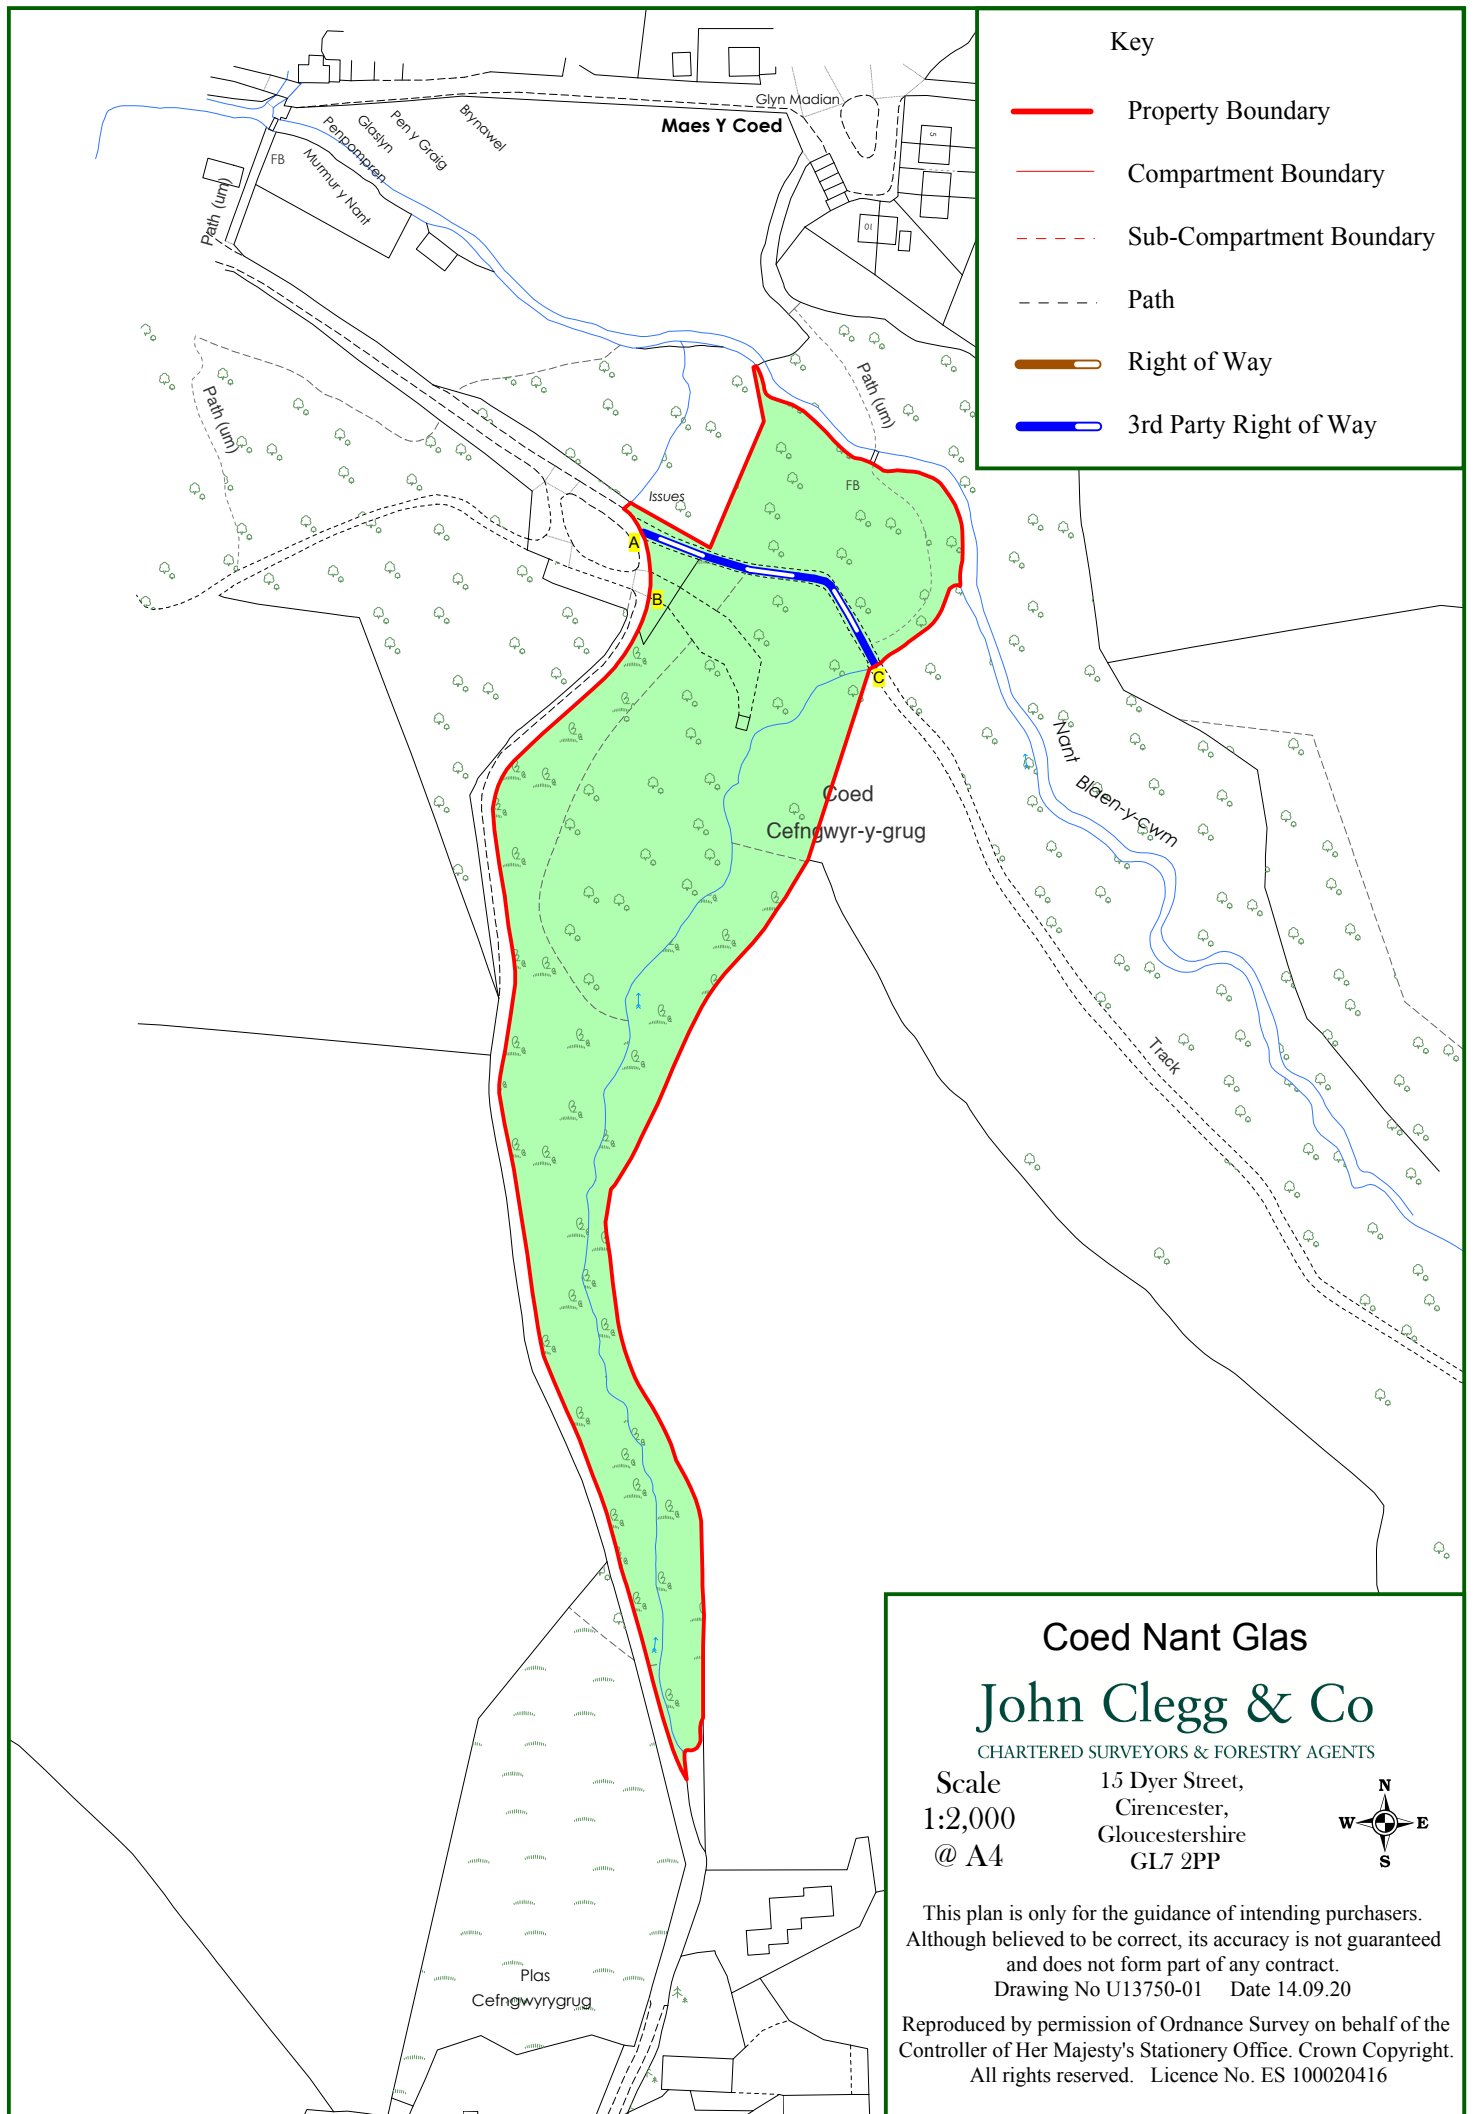 Key
Property Boundary
Compartment Boundary
Sub-Compartment Boundary
Path
Right of Way
3rd Party Right of Way
Glyn Madian
Maes Y Coed
Brynawel
Pen y Graig
Glaslyn
Penpompren
Murmur y Nant
FB
Path (um)
5
10
Path (um)
Path (um)
Issues
FB
A
B
C
Nant
Blaen-y-cwm
Coed
Cefngwyr-y-grug
Track
Plas
Cefngwyrygrug
Coed Nant Glas
John Clegg & Co
CHARTERED SURVEYORS & FORESTRY AGENTS
Scale
1:2,000
@ A4
15 Dyer Street,
Cirencester,
Gloucestershire
GL7 2PP
N
W E
S
This plan is only for the guidance of intending purchasers.
Although believed to be correct, its accuracy is not guaranteed
and does not form part of any contract.
Drawing No U13750-01 Date 14.09.20
Reproduced by permission of Ordnance Survey on behalf of the
Controller of Her Majesty's Stationery Office. Crown Copyright.
All rights reserved. Licence No. ES 100020416